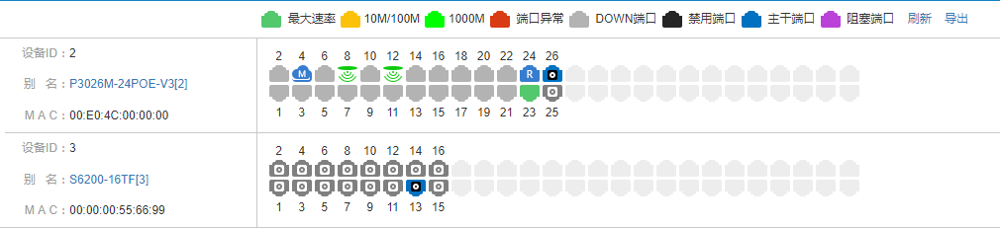 最大速率 10M/100M 1000M 端口异常 DOWN端口 禁用端口 主干端口 阻塞端口 刷新 导出
设备ID：2
别 名：P3026M-24POE-V3[2]
M A C：00:E0:4C:00:00:00
2 4 6 8 10 12 14 16 18 20 22 24 26
M R
1 3 5 7 9 11 13 15 17 19 21 23 25
设备ID：3
别 名：S6200-16TF[3]
M A C：00:00:00:55:66:99
2 4 6 8 10 12 14 16
1 3 5 7 9 11 13 15